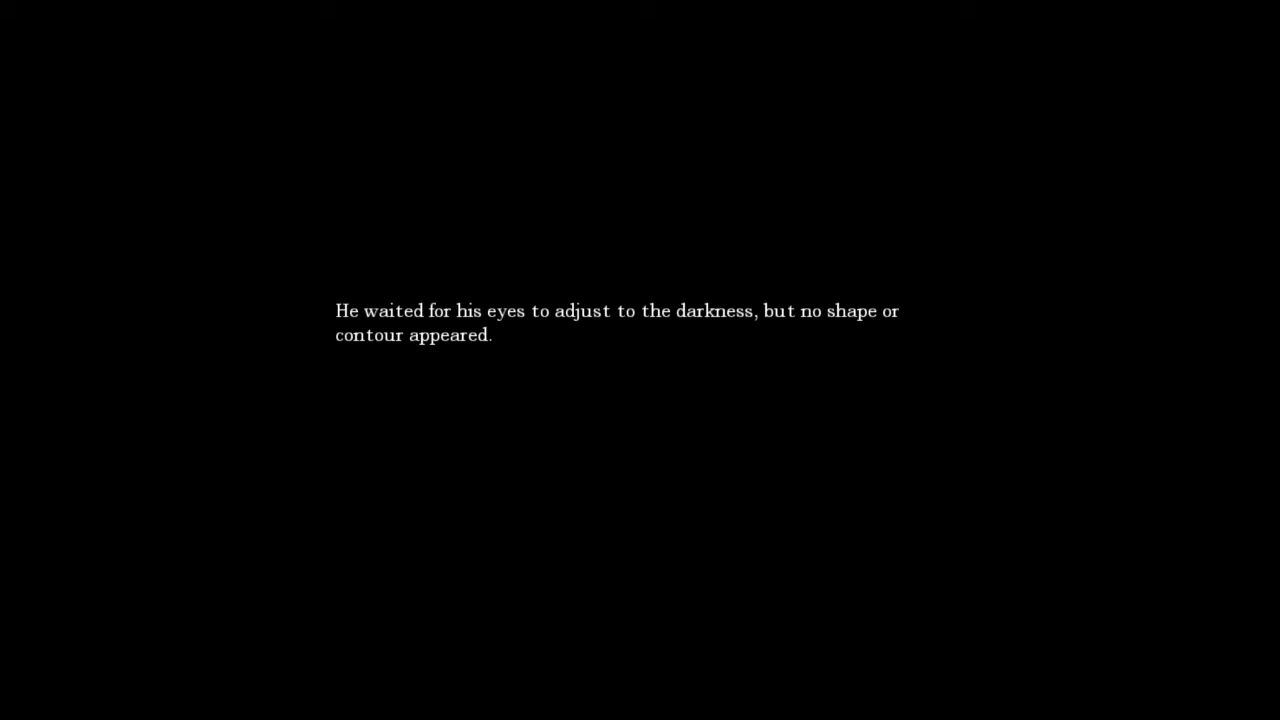 He waited for his eyes to adjust to the darkness, but no shape or
contour appeared.